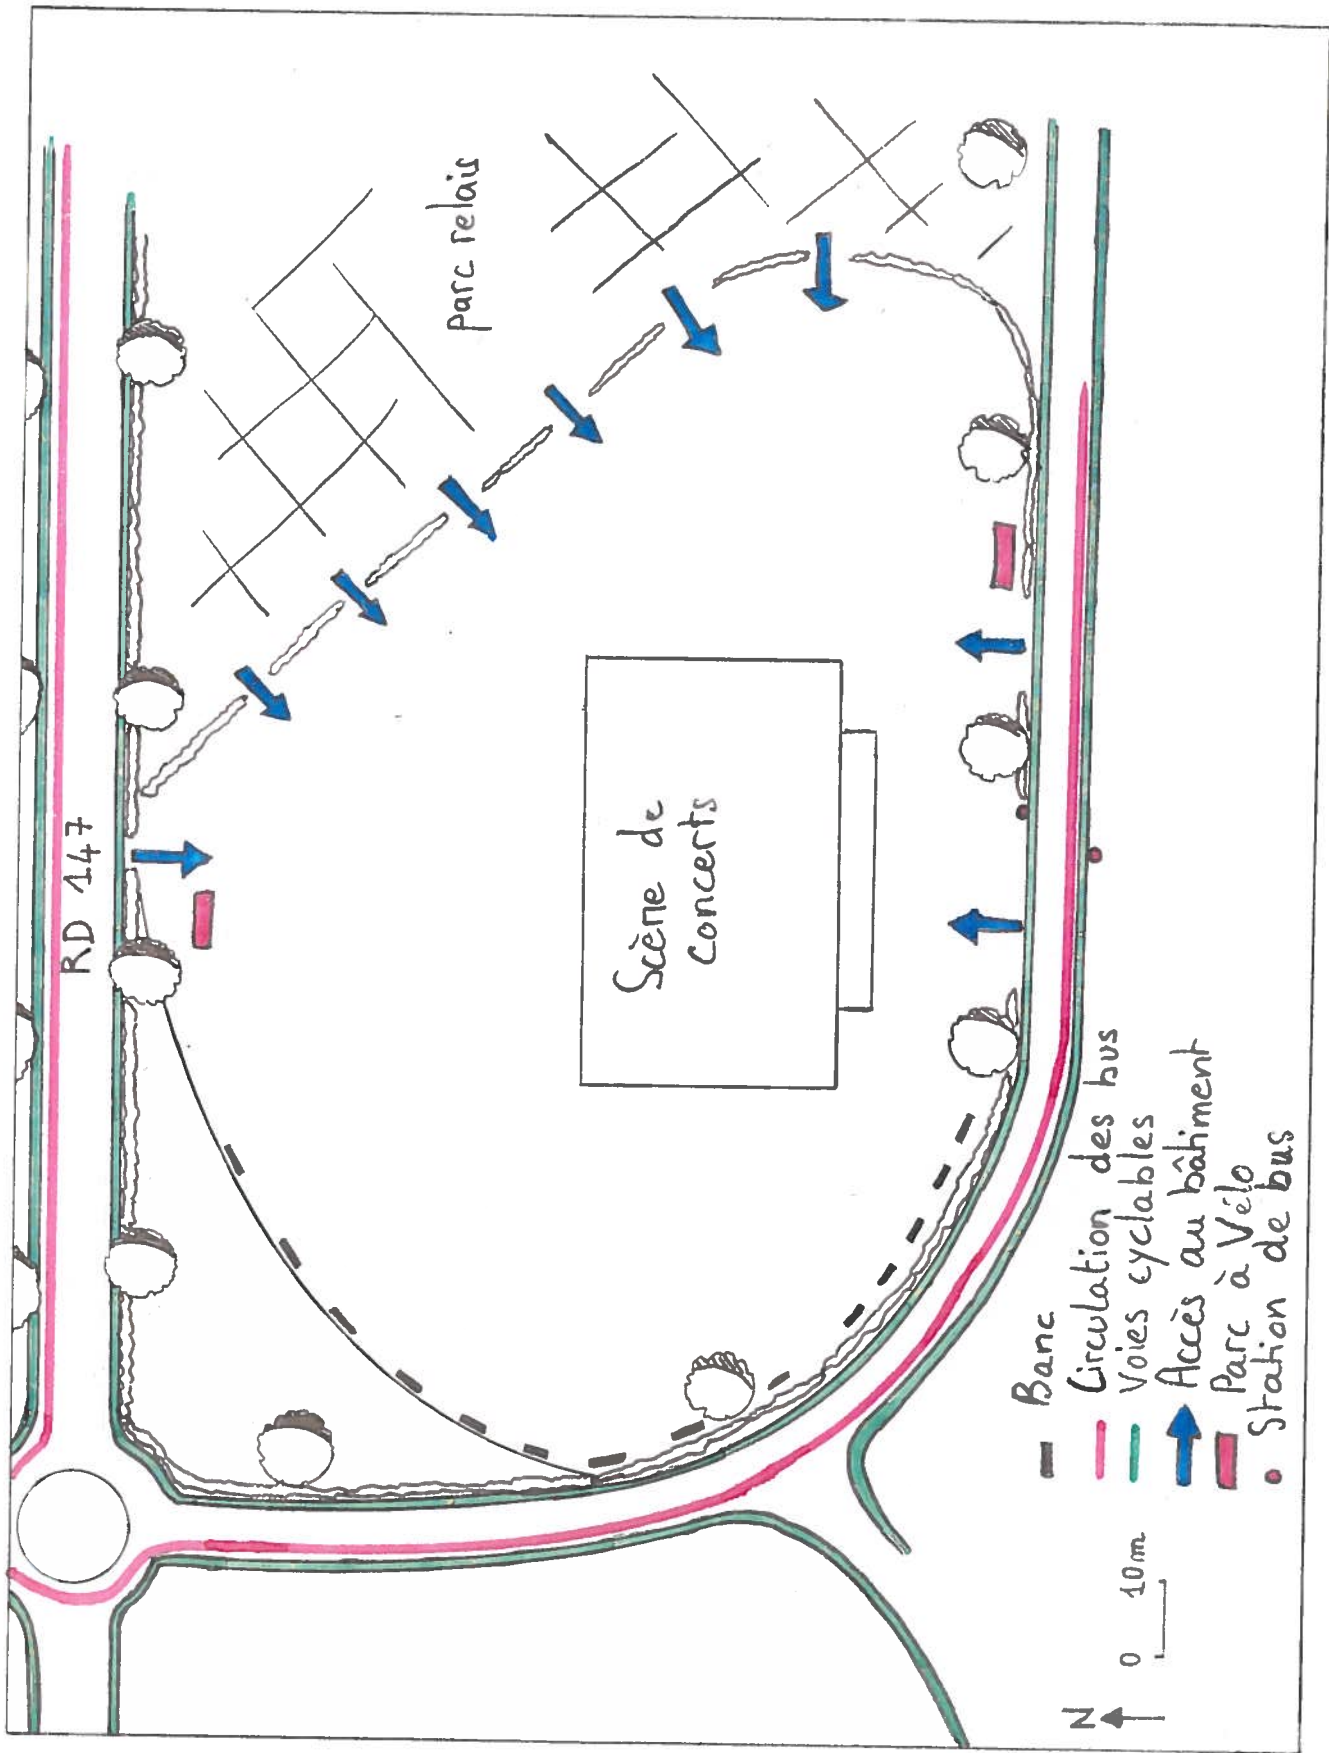 RD 147
parc relais
Scène de
concerts
Banc
Circulation des bus
Voies cyclables
Accès au bâtiment
Parc à Vélo
Station de bus
0 10m
N